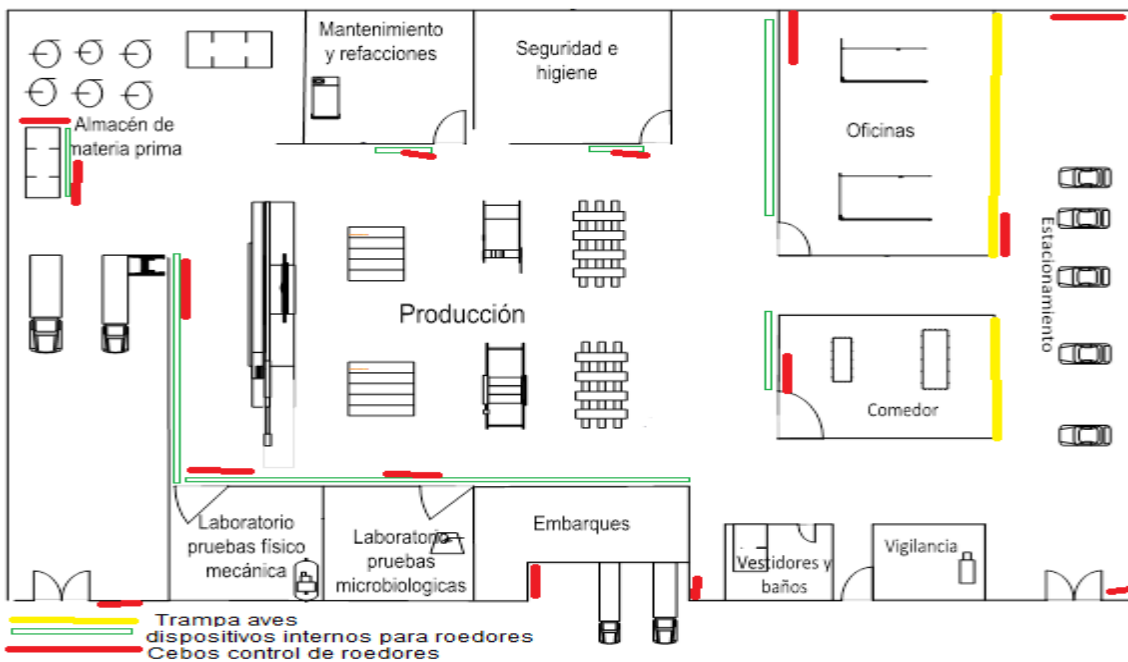 Mantenimiento
y refacciones
Seguridad e
higiene
Almacén de
materia prima
Oficinas
Estacionamiento
Producción
Comedor
Laboratorio
pruebas físico
mecánica
Laboratorio
pruebas
microbiologicas
Embarques
Vestidores y
baños
Vigilancia
Trampa aves
dispositivos internos para roedores
Cebos control de roedores